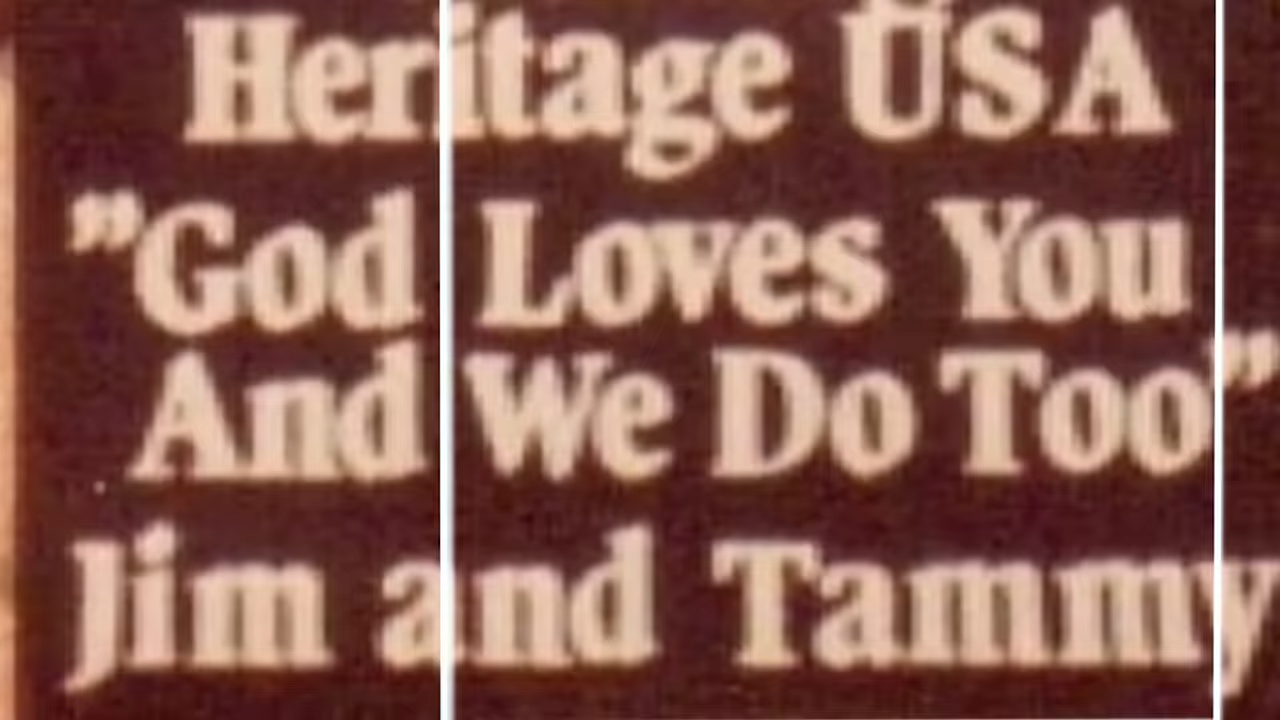 Heritage USA
"God Loves You
And We Do Too"
Jim and Tammy